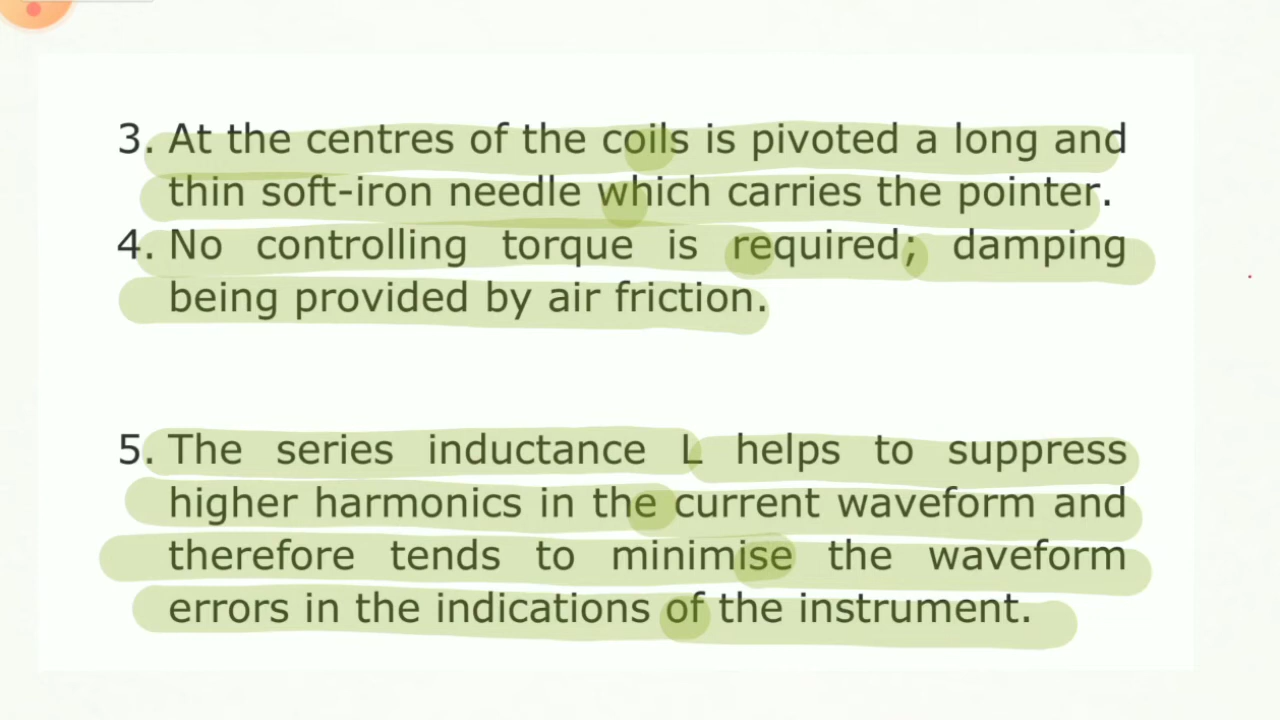 3. At the centres of the coils is pivoted a long and
thin soft-iron needle which carries the pointer.
4. No controlling torque is required; damping
being provided by air friction.
5. The series inductance L helps to suppress
higher harmonics in the current waveform and
therefore tends to minimise the waveform
errors in the indications of the instrument.